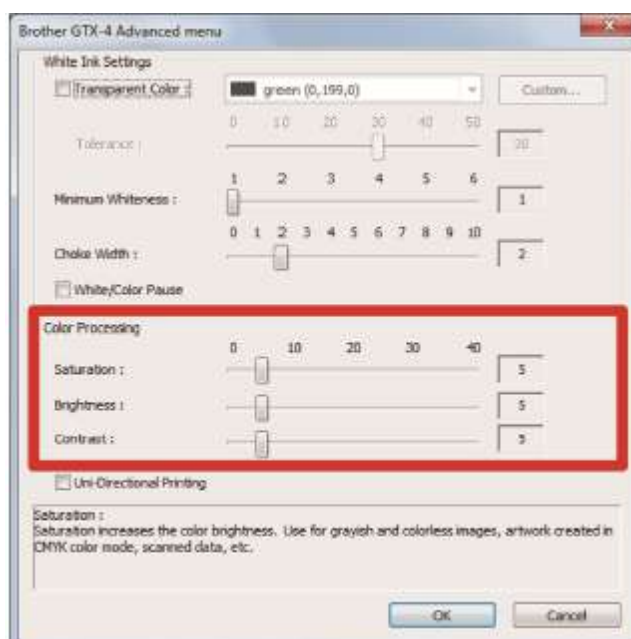 Brother GTX-4 Advanced menu
White Ink Settings
Transparent Color : green (0,199,0) Custom...
0 10 20 30 40 50
Tolerance : 30
1 2 3 4 5 6
Minimum Whiteness : 1
0 1 2 3 4 5 6 7 8 9 10
Choke Width : 2
White/Color Pause
Color Processing
0 10 20 30 40
Saturation : 5
Brightness : 5
Contrast : 5
Uni-Directional Printing
Saturation :
Saturation increases the color brightness. Use for grayish and colorless images, artwork created in
CMYK color mode, scanned data, etc.
OK Cancel